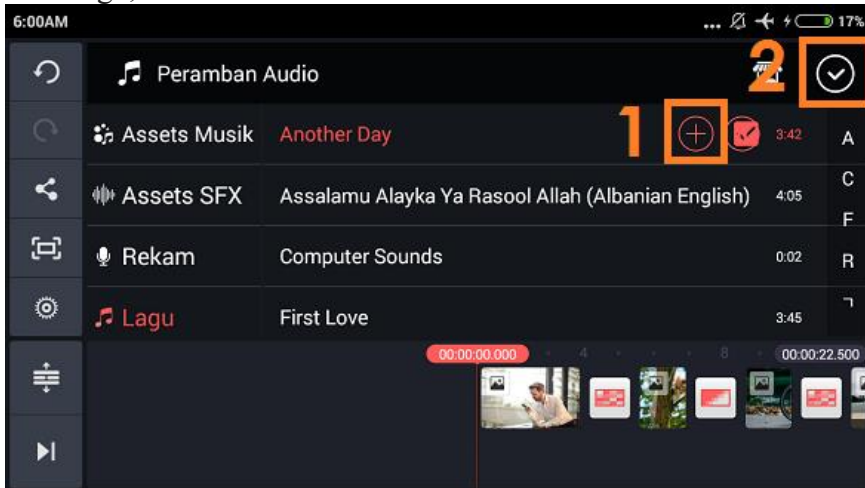 6:00AM ... 17%
Peramban Audio 2
Assets Musik Another Day 1 3:42 A
Assets SFX Assalamu Alayka Ya Rasool Allah (Albanian English) 4:05 C
F
Rekam Computer Sounds 0:02 R
Lagu First Love 3:45
00:00:00.000 4 8 00:00:22.500